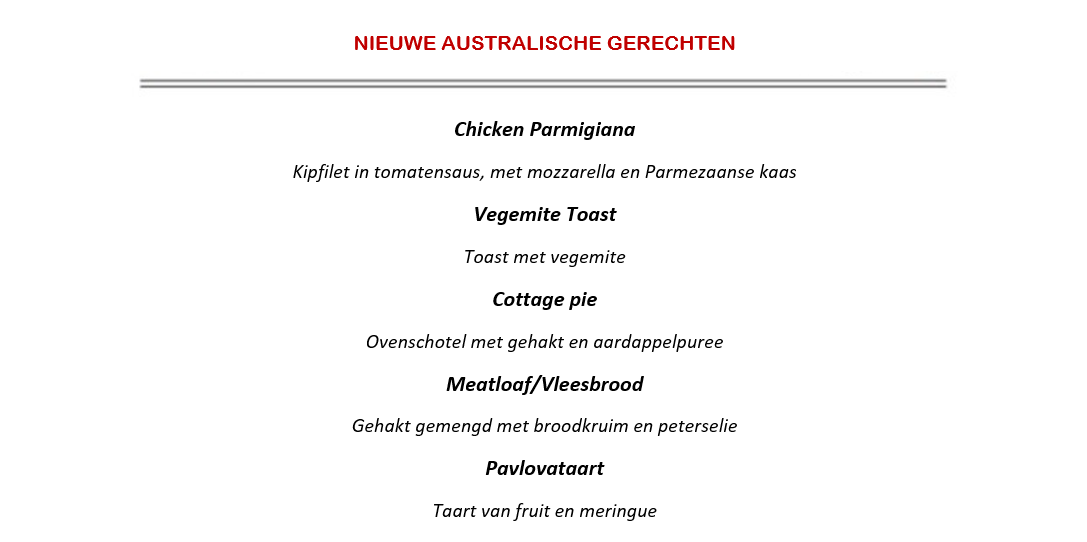 NIEUWE AUSTRALISCHE GERECHTEN
Chicken Parmigiana
Kipfilet in tomatensaus, met mozzarella en Parmezaanse kaas
Vegemite Toast
Toast met vegemite
Cottage pie
Ovenschotel met gehakt en aardappelpuree
Meatloaf/Vleesbrood
Gehakt gemengd met broodkruim en peterselie
Pavlovataart
Taart van fruit en meringue